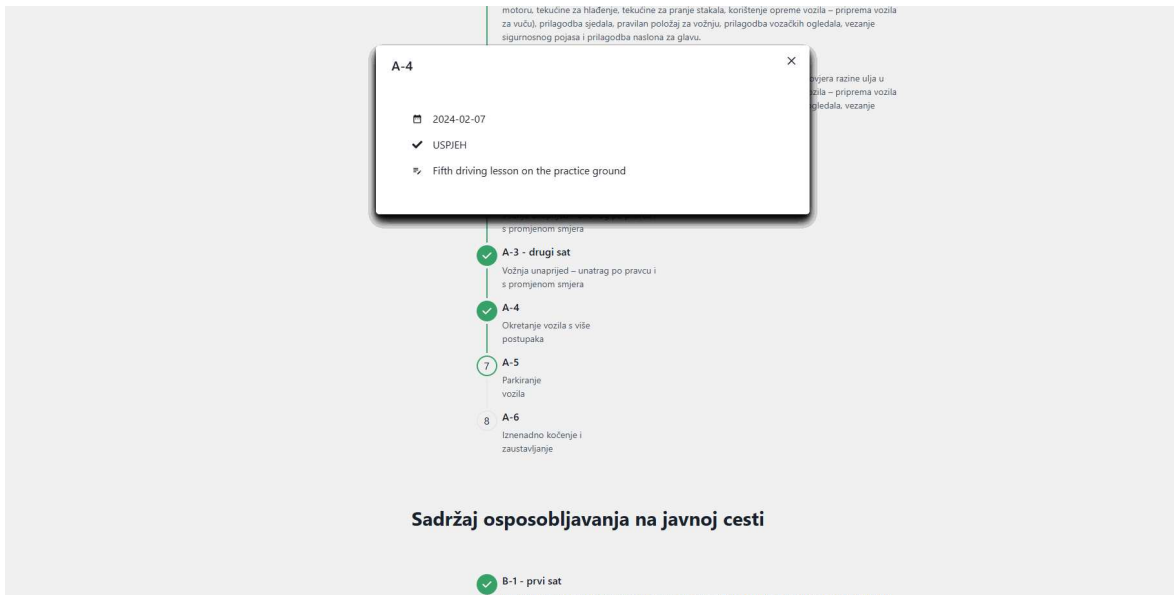 motoru, tekućine za hlađenje, tekućine za pranje stakala, korištenje opreme vozila – priprema vozila
za vuču), prilagodba sjedala, pravilan položaj za vožnju, prilagodba vozačkih ogledala, vezanje
sigurnosnog pojasa i prilagodba naslona za glavu.
A-4
razine ulja u
priprema vozila
vezanje
2024-02-07
USPJEH
Fifth driving lesson on the practice ground
s promjenom smjera
A-3 - drugi sat
Vožnja unaprijed – unatrag po pravcu i
s promjenom smjera
A-4
Okretanje vozila s više
postupaka
7 A-5
Parkiranje
vozila
8 A-6
Iznenadno kočenje i
zaustavljanje
Sadržaj osposobljavanja na javnoj cesti
B-1 - prvi sat